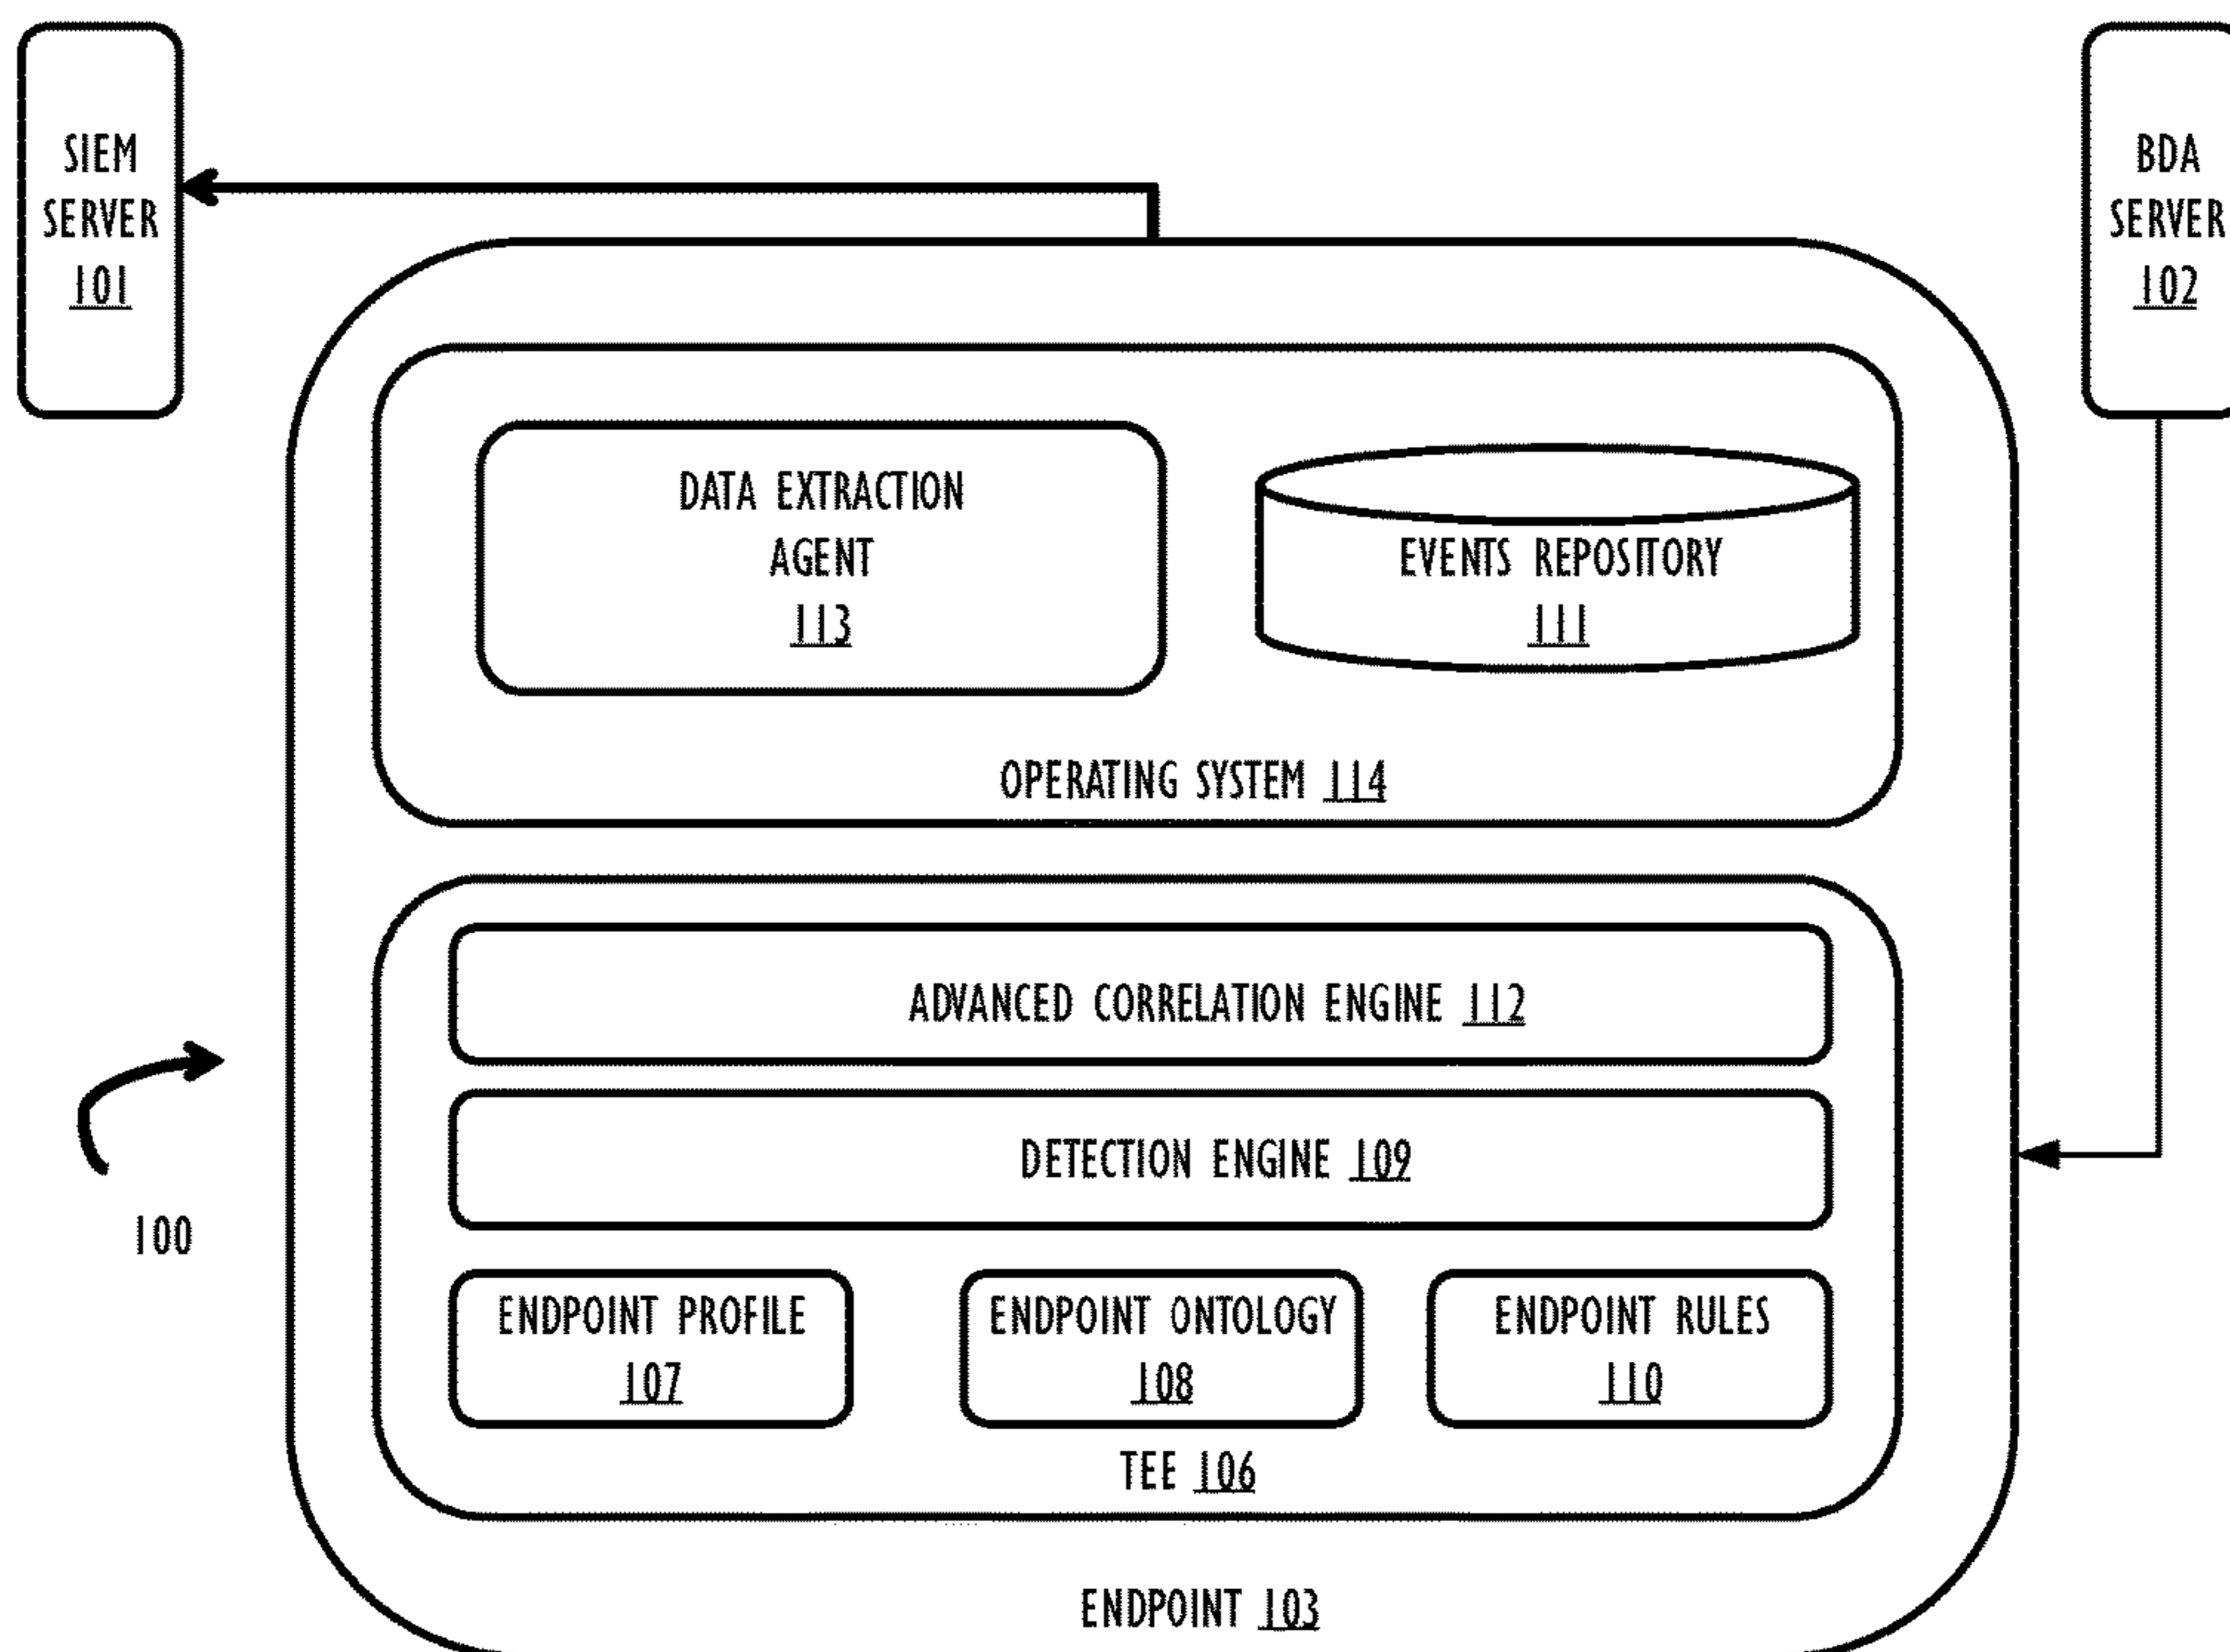 SIEM
SERVER
101
BDA
SERVER
102
DATA EXTRACTION
AGENT
113
EVENTS REPOSITORY
111
OPERATING SYSTEM 114
ADVANCED CORRELATION ENGINE 112
DETECTION ENGINE 109
100
ENDPOINT PROFILE
107
ENDPOINT ONTOLOGY
108
ENDPOINT RULES
110
TEE 106
ENDPOINT 103